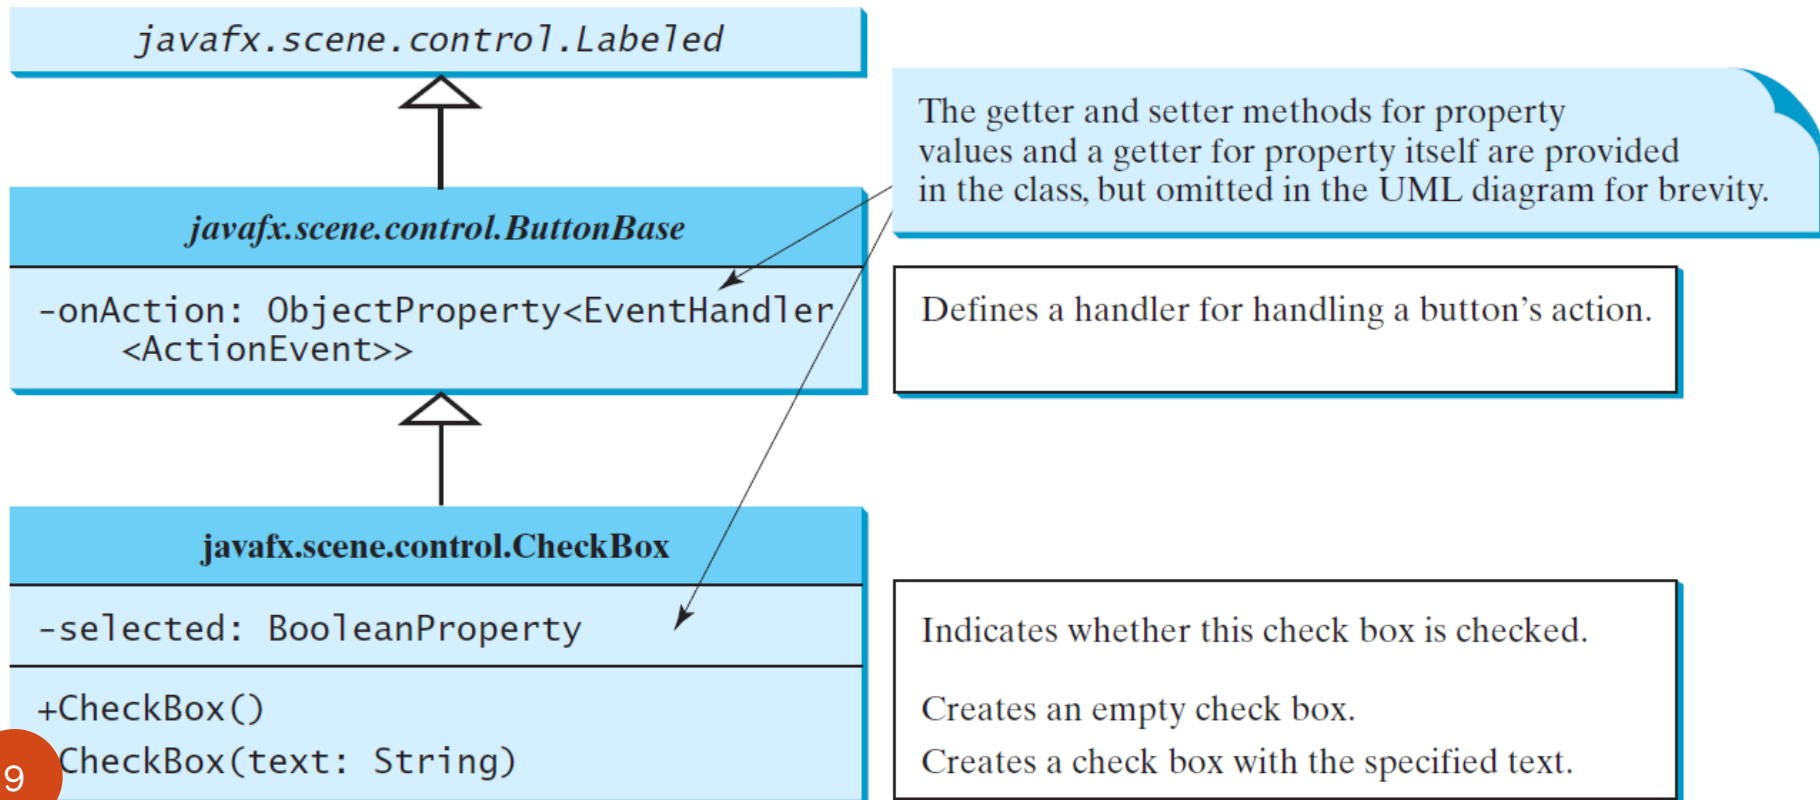 javafx.scene.control.Labeled
The getter and setter methods for property
values and a getter for property itself are provided
in the class, but omitted in the UML diagram for brevity.
javafx.scene.control.ButtonBase
-onAction: ObjectProperty<EventHandler
<ActionEvent>>
Defines a handler for handling a button's action.
javafx.scene.control.CheckBox
-selected: BooleanProperty
Indicates whether this check box is checked.
+CheckBox()
Creates an empty check box.
CheckBox(text: String)
Creates a check box with the specified text.
9